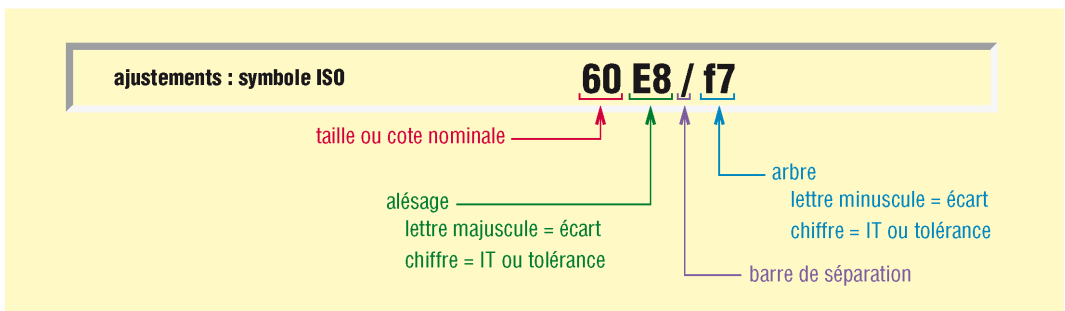 ajustements : symbole ISO
60 E8 / f7
taille ou cote nominale
arbre
lettre minuscule = écart
chiffre = IT ou tolérance
alésage
lettre majuscule = écart
chiffre = IT ou tolérance
barre de séparation